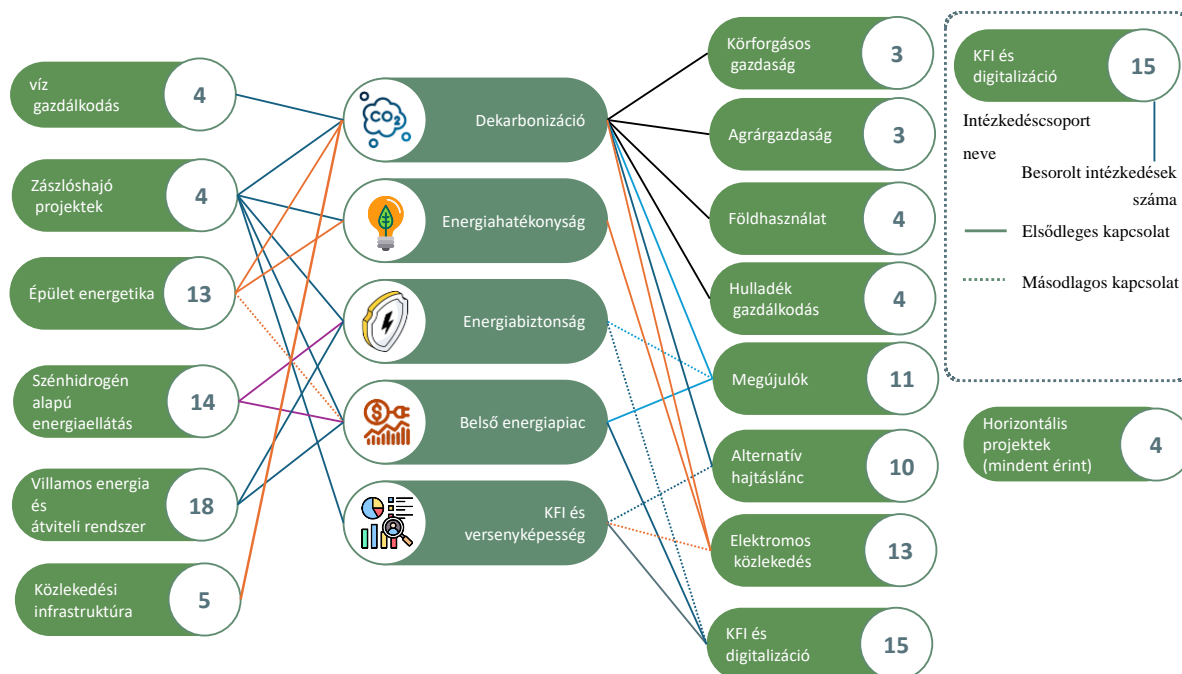 víz
gazdálkodás
4
Zászlóshajó
projektek
4
Épület energetika
13
Szénhidrogén
alapú
energiaellátás
14
Villamos energia
és
átviteli rendszer
18
Közlekedési
infrastruktúra
5
CO2
Dekarbonizáció
Energiahatékonyság
Energiabiztonság
$
Belső energiapiac
KFI és
versenyképesség
Körforgásos
gazdaság
3
Agrárgazdaság
3
Földhasználat
4
Hulladék
gazdálkodás
4
Megújulók
11
Alternatív
hajtáslánc
10
Elektromos
közlekedés
13
KFI és
digitalizáció
15
KFI és
digitalizáció
15
Intézkedéscsoport
neve
Besorolt intézkedések
száma
Elsődleges kapcsolat
Másodlagos kapcsolat
Horizontális
projektek
(mindent érint)
4